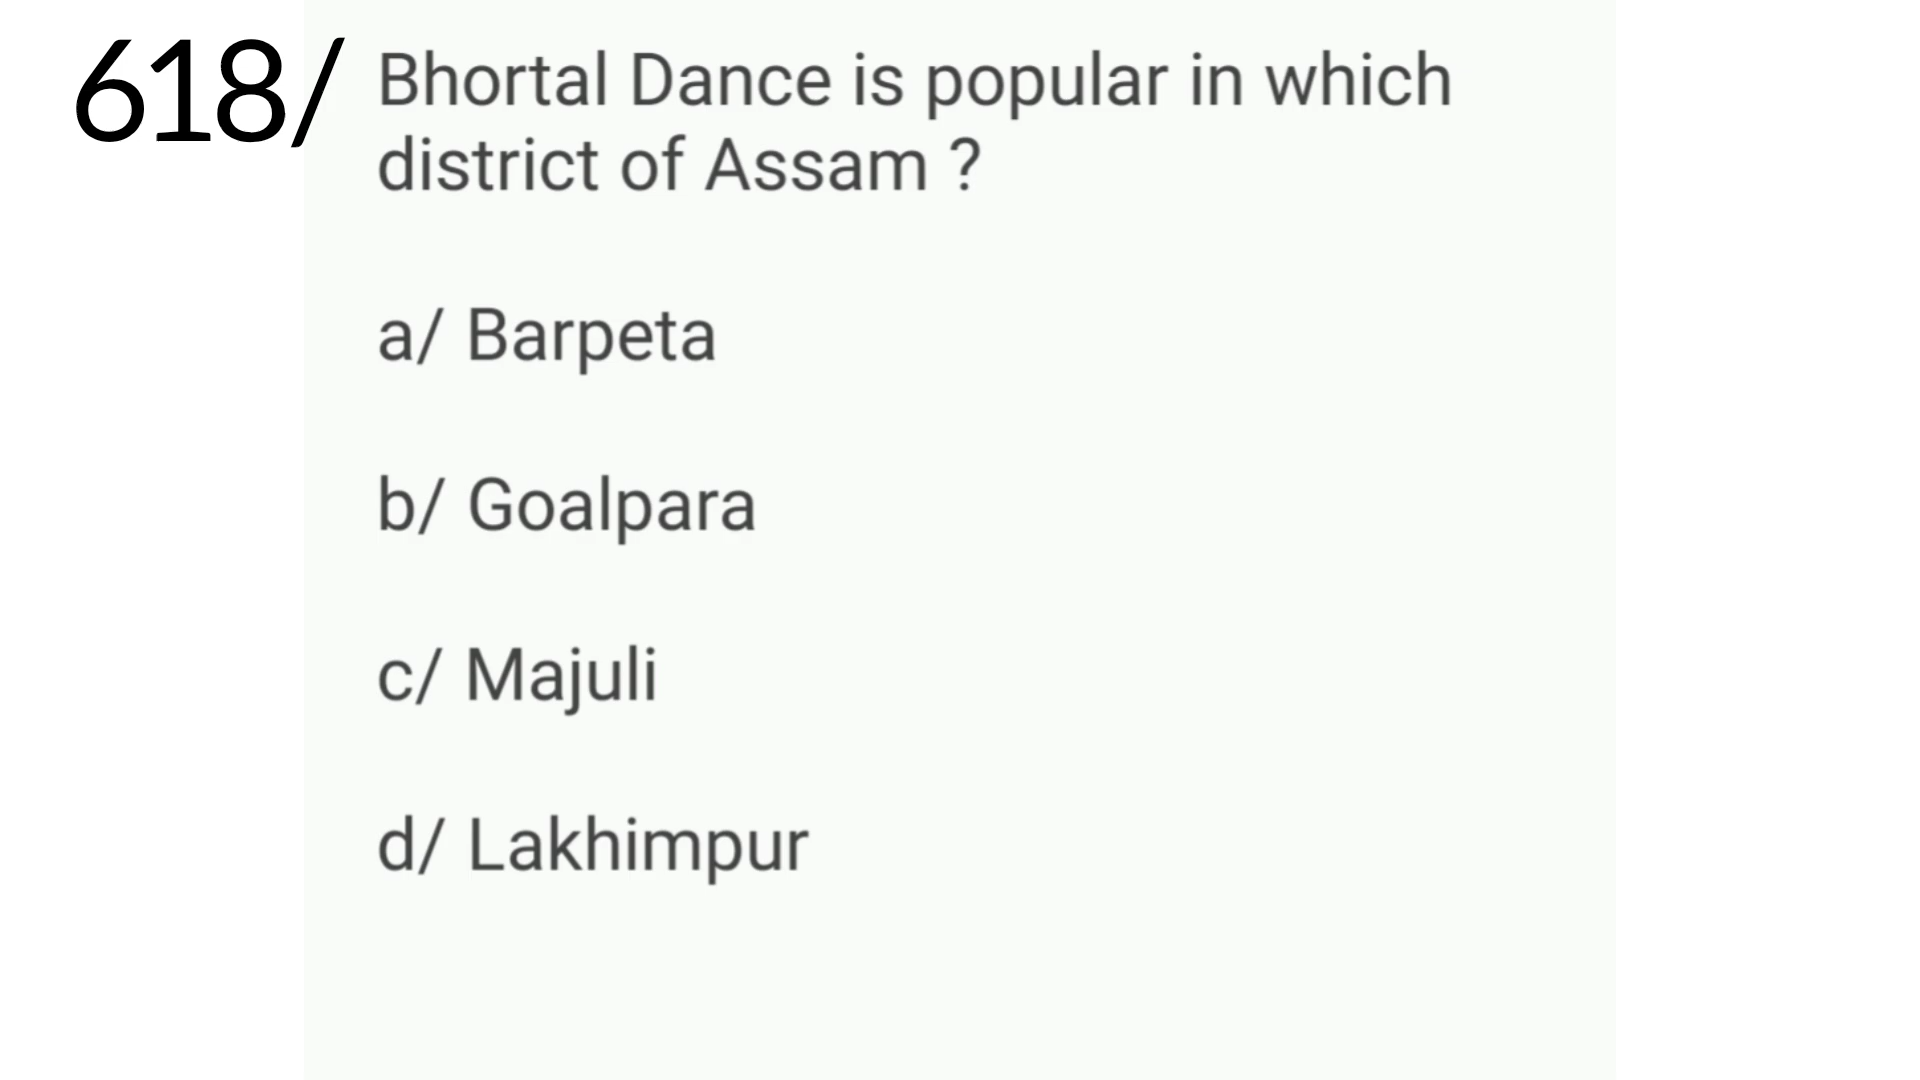 618/ Bhortal Dance is popular in which
district of Assam ?
a/ Barpeta
b/ Goalpara
c/ Majuli
d/ Lakhimpur